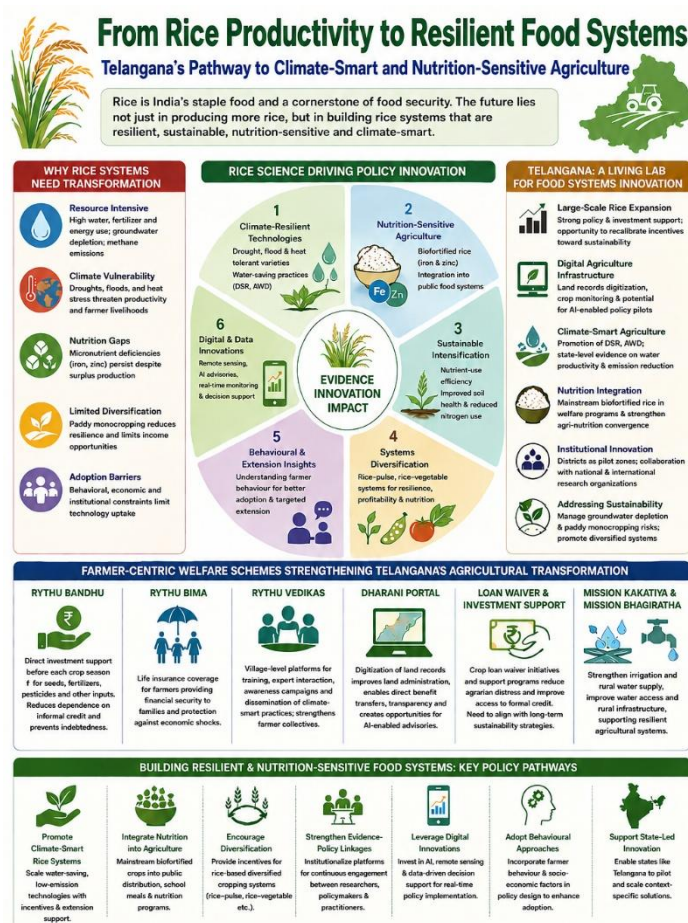 From Rice Productivity to Resilient Food Systems
Telangana's Pathway to Climate-Smart and Nutrition-Sensitive Agriculture
Rice is India's staple food and a cornerstone of food security. The future lies
not just in producing more rice, but in building rice systems that are
resilient, sustainable, nutrition-sensitive and climate-smart.
WHY RICE SYSTEMS
NEED TRANSFORMATION
Resource Intensive
High water, fertilizer and
energy use; groundwater
depletion; methane
emissions
Climate Vulnerability
Droughts, floods, and heat
stress threaten productivity
and farmer livelihoods
Nutrition Gaps
Micronutrient deficiencies
(iron, zinc) persist despite
surplus production
Limited Diversification
Paddy monocropping reduces
resilience and limits income
opportunities
Adoption Barriers
Behavioral, economic and
institutional constraints limit
technology uptake
RICE SCIENCE DRIVING POLICY INNOVATION
1
Climate-Resilient
Technologies
Drought, flood & heat
tolerant varieties
Water-saving practices
(DSR, AWD)
2
Nutrition-Sensitive
Agriculture
Biofortified rice
(iron & zinc)
Integration into
public food systems
Fe Zn
3
Sustainable
Intensification
Nutrient-use
efficiency
Improved soil
health & reduced
nitrogen use
4
Systems
Diversification
Rice-pulse, rice-vegetable
systems for resilience,
profitability & nutrition
5
Behavioural &
Extension Insights
Understanding farmer
behaviour for better
adoption & targeted
extension
6
Digital & Data
Innovations
Remote sensing,
AI advisories,
real-time monitoring
& decision support
EVIDENCE
INNOVATION
IMPACT
TELANGANA: A LIVING LAB
FOR FOOD SYSTEMS INNOVATION
Large-Scale Rice Expansion
Strong policy & investment support;
opportunity to recalibrate incentives
toward sustainability
Digital Agriculture
Infrastructure
Land records digitization,
crop monitoring & potential
for AI-enabled policy pilots
Climate-Smart Agriculture
Promotion of DSR, AWD;
state-level evidence on water
productivity & emission reduction
Nutrition Integration
Mainstream biofortified rice in
welfare programs & strengthen
agri-nutrition convergence
Institutional Innovation
Districts as pilot zones; collaboration
with national & international
research organizations
Addressing Sustainability
Manage groundwater depletion
& paddy monocropping risks;
promote diversified systems
FARMER-CENTRIC WELFARE SCHEMES STRENGTHENING TELANGANA'S AGRICULTURAL TRANSFORMATION
RYTHU BANDHU
₹
Direct investment support
before each crop season
f for seeds, fertilizers,
pesticides and other inputs.
Reduces dependence on
informal credit and
prevents indebtedness.
RYTHU BIMA
Life insurance coverage
for farmers providing
financial security to
families and protection
against economic shocks.
RYTHU VEDIKAS
Village-level platforms for
training, expert interaction,
awareness campaigns and
dissemination of climate-
smart practices; strengthens
farmer collectives.
DHARANI PORTAL
Digitization of land records
improves land administration,
enables direct benefit
transfers, transparency and
creates opportunities for
AI-enabled advisories.
LOAN WAIVER &
INVESTMENT SUPPORT
₹
Crop loan waiver initiatives
and support programs reduce
agrarian distress and improve
access to formal credit.
Need to align with long-term
sustainability strategies.
MISSION KAKATIYA &
MISSION BHAGIRATHA
Strengthen irrigation and
rural water supply,
improve water access and
rural infrastructure,
supporting resilient
agricultural systems.
BUILDING RESILIENT & NUTRITION-SENSITIVE FOOD SYSTEMS: KEY POLICY PATHWAYS
Promote
Climate-Smart
Rice Systems
Scale water-saving,
low-emission
technologies with
incentives & extension
support.
Integrate Nutrition
into Agriculture
Mainstream biofortified
crops into public
distribution, school
meals & nutrition
programs.
Encourage
Diversification
Provide incentives for
rice-based diversified
cropping systems
(rice-pulse, rice-vegetable
etc.).
Strengthen Evidence-
Policy Linkages
Institutionalize platforms
for continuous engagement
between researchers,
policymakers &
practitioners.
Leverage Digital
Innovations
Invest in AI, remote sensing
& data-driven decision
support for real-time
policy implementation.
Adopt Behavioural
Approaches
Incorporate farmer
behaviour & socio-
economic factors in
policy design to enhance
adoption.
Support State-Led
Innovation
Enable states like
Telangana to pilot
and scale context-
specific solutions.